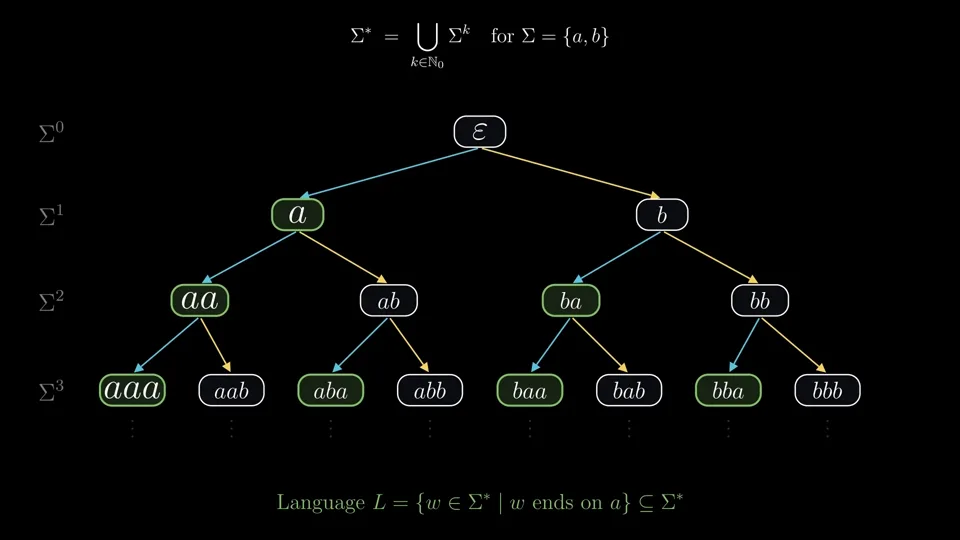 Σ* = ⋃ Σᵏ for Σ = {a, b}
k∈ℕ₀
Σ⁰ ε
Σ¹ a b
Σ² aa ab ba bb
Σ³ aaa aab aba abb baa bab bba bbb
⋮ ⋮ ⋮ ⋮ ⋮ ⋮ ⋮ ⋮
Language L = {w ∈ Σ* | w ends on a} ⊆ Σ*